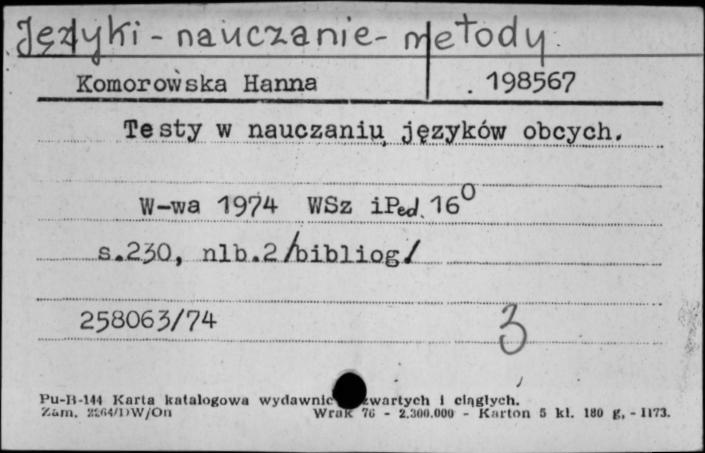 Języki - nauczanie - metody
Komorowska Hanna
198567
Testy w nauczaniu języków obcych.
W-wa 1974 WSz iPed. 16⁰
s.230, nlb.2 /bibliog/
258063/74
3
Pu-B-144 Karta katalogowa wydawnic zwartych i ciągłych.
Zam. 2264/DW/On Wrak 76 - 2.300.000 - Karton 5 kl. 180 g, - 1173.